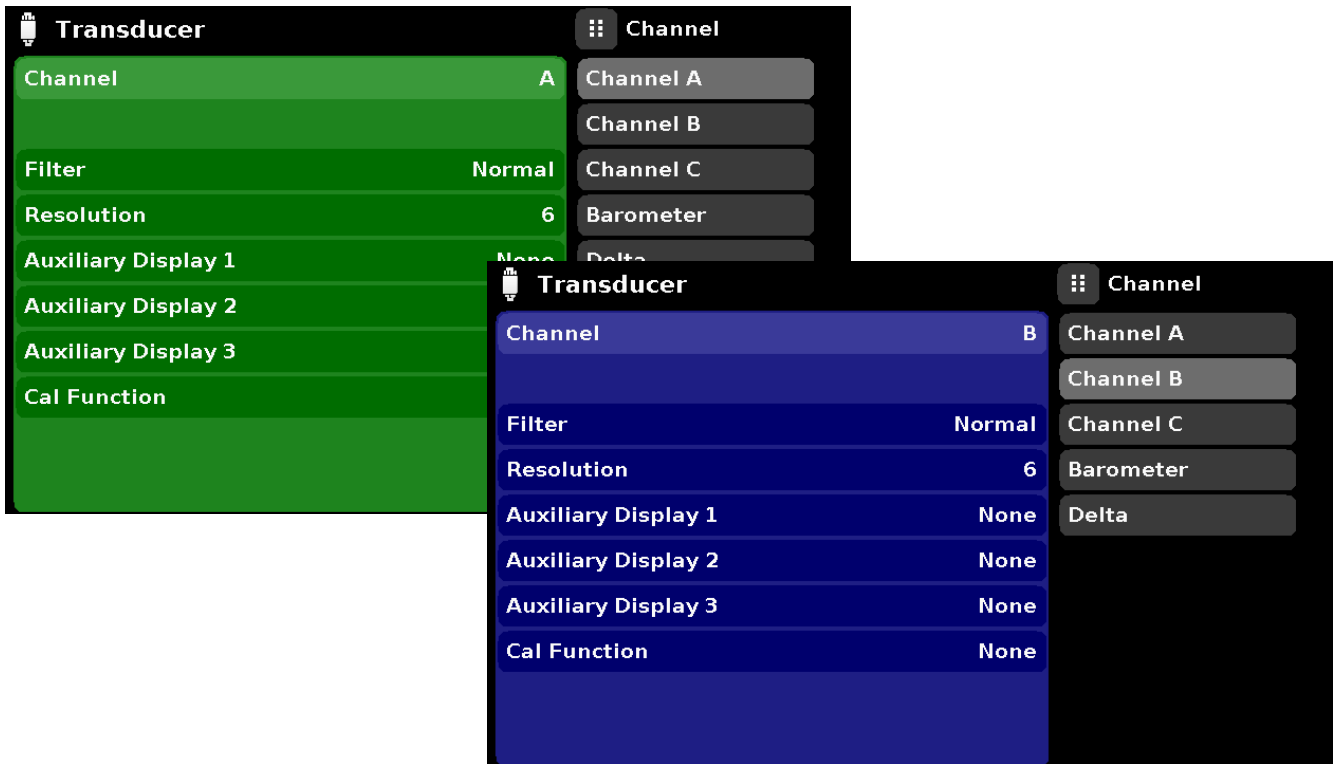 Transducer
Channel
Channel A
Channel A
Channel B
Filter Normal
Channel C
Resolution 6
Barometer
Auxiliary Display 1 None
Delta
Auxiliary Display 2
Auxiliary Display 3
Cal Function
Transducer
Channel
Channel B
Channel A
Channel B
Filter Normal
Channel C
Resolution 6
Barometer
Auxiliary Display 1 None
Delta
Auxiliary Display 2 None
Auxiliary Display 3 None
Cal Function None